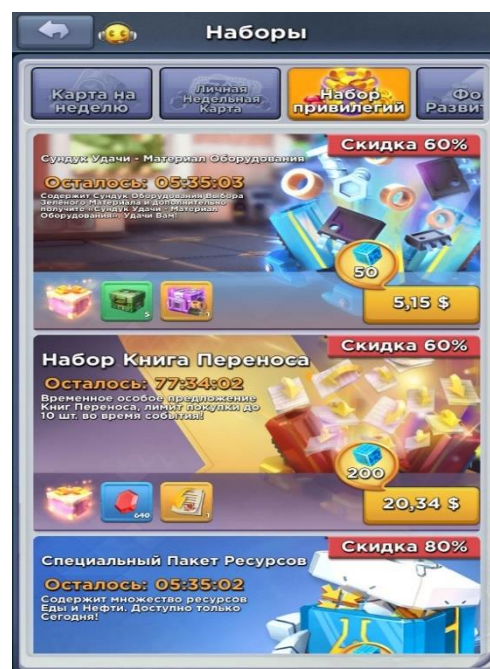 Наборы
Карта на
неделю
Личная
Недельная
Карта
Набор
привилегий
Фо
Разви
Скидка 60%
Сундук Удачи - Материал Оборудования
Осталось: 05:35:03
Содержит Сундук Оборудования Выбора
Зелёного Материала и дополнительно
получите «Сундук Удачи - Материал
Оборудования». Удачи Вам!
50
5
5,15 $
Скидка 60%
Набор Книга Переноса
Осталось: 77:34:02
Временное особое предложение
Книг Переноса, лимит покупки до
10 шт. во время события!
200
640
1
20,34 $
Скидка 80%
Специальный Пакет Ресурсов
Осталось: 05:35:02
Содержит множество ресурсов
Еды и Нефти. Доступно только
Сегодня!